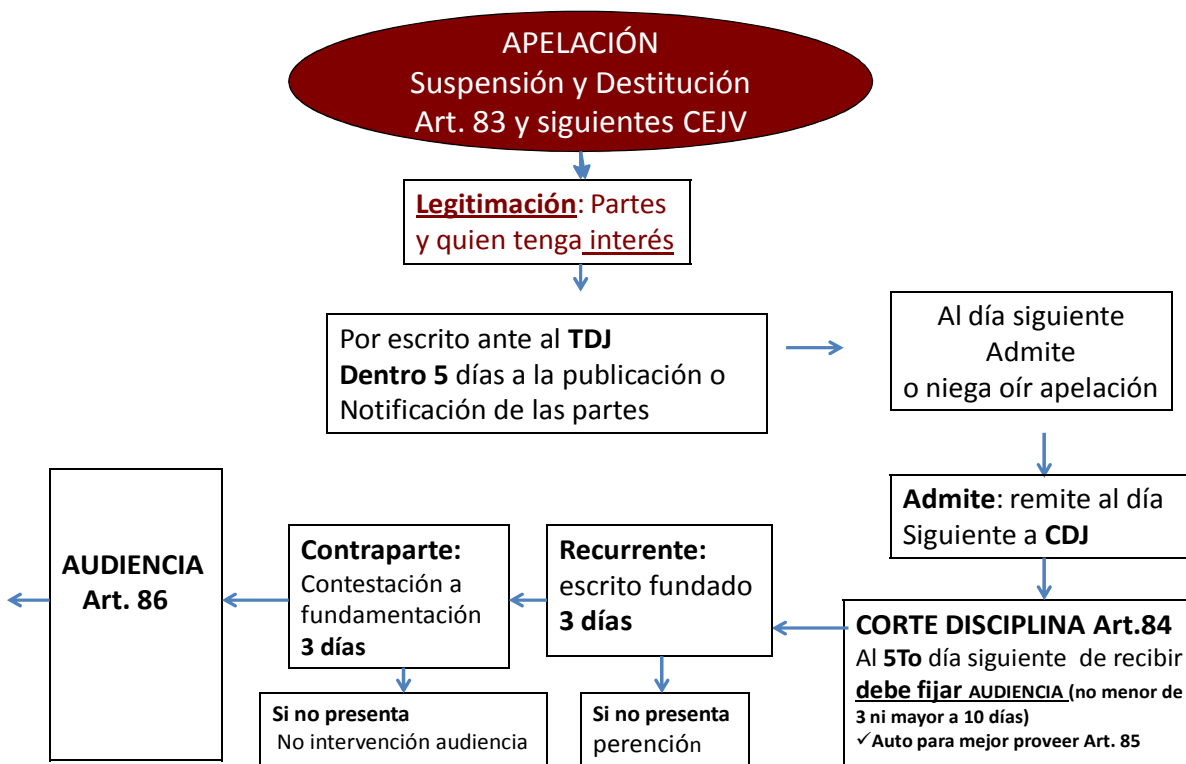 APELACIÓN
Suspensión y Destitución
Art. 83 y siguientes CEJV
Legitimación: Partes
y quien tenga interés
Por escrito ante al TDJ
Dentro 5 días a la publicación o
Notificación de las partes
Al día siguiente
Admite
o niega oír apelación
Admite: remite al día
Siguiente a CDJ
CORTE DISCIPLINA Art.84
Al 5To día siguiente de recibir
debe fijar AUDIENCIA (no menor de
3 ni mayor a 10 días)
✓Auto para mejor proveer Art. 85
Recurrente:
escrito fundado
3 días
Si no presenta
perención
Contraparte:
Contestación a
fundamentación
3 días
Si no presenta
No intervención audiencia
AUDIENCIA
Art. 86